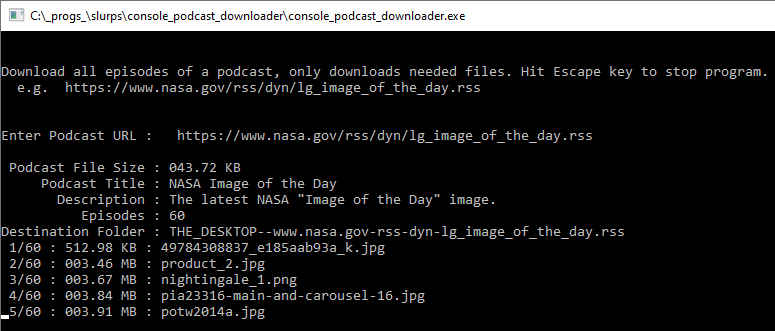 C:\_progs_\slurps\console_podcast_downloader\console_podcast_downloader.exe
Download all episodes of a podcast, only downloads needed files. Hit Escape key to stop program.
e.g. https://www.nasa.gov/rss/dyn/lg_image_of_the_day.rss
Enter Podcast URL : https://www.nasa.gov/rss/dyn/lg_image_of_the_day.rss
Podcast File Size : 043.72 KB
Podcast Title : NASA Image of the Day
Description : The latest NASA "Image of the Day" image.
Episodes : 60
Destination Folder : THE_DESKTOP--www.nasa.gov-rss-dyn-lg_image_of_the_day.rss
1/60 : 512.98 KB : 49784308837_e185aab93a_k.jpg
2/60 : 003.46 MB : product_2.jpg
3/60 : 003.67 MB : nightingale_1.png
4/60 : 003.84 MB : pia23316-main-and-carousel-16.jpg
5/60 : 003.91 MB : potw2014a.jpg